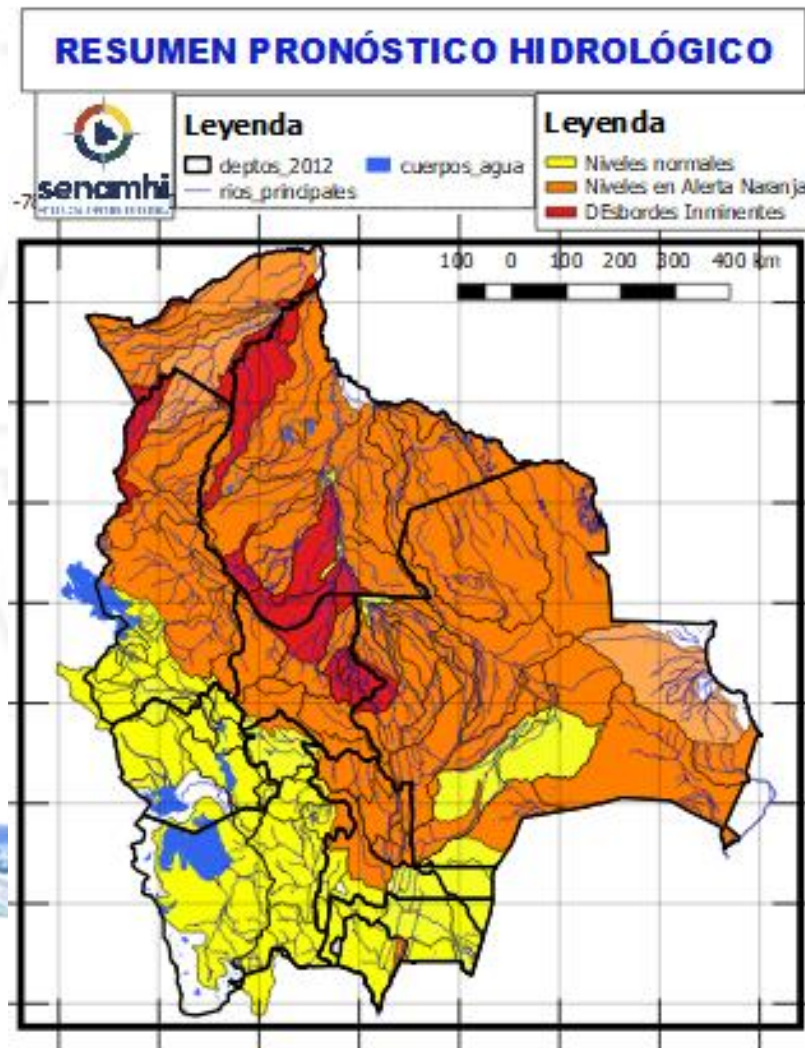 RESUMEN PRONÓSTICO HIDROLÓGICO
senamhi
Leyenda
deptos_2012
cuerpos_agua
rios_principales
Leyenda
Niveles normales
Niveles en Alerta Naranja
DEsbordes Inminentes
100 0 100 200 300 400 km